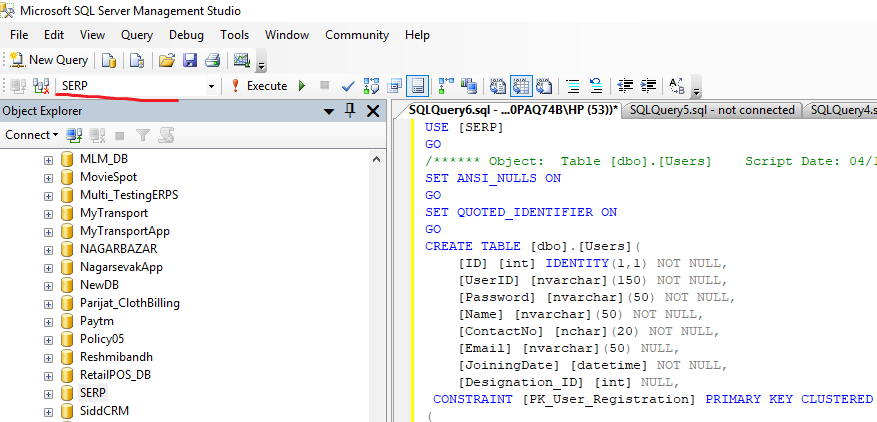 Microsoft SQL Server Management Studio
File Edit View Query Debug Tools Window Community Help
New Query
SERP Execute
Object Explorer
Connect
MLM_DB
MovieSpot
Multi_TestingERPS
MyTransport
MyTransportApp
NAGARBAZAR
NagarsevakApp
NewDB
Parijat_ClothBilling
Paytm
Policy05
Reshmibandh
RetailPOS_DB
SERP
SiddCRM
SQLQuery6.sql - ...0PAQ74B\HP (53))* SQLQuery5.sql - not connected SQLQuery4.s
USE [SERP]
GO
/****** Object: Table [dbo].[Users] Script Date: 04/1
SET ANSI_NULLS ON
GO
SET QUOTED_IDENTIFIER ON
GO
CREATE TABLE [dbo].[Users](
[ID] [int] IDENTITY(1,1) NOT NULL,
[UserID] [nvarchar](150) NOT NULL,
[Password] [nvarchar](50) NOT NULL,
[Name] [nvarchar](50) NOT NULL,
[ContactNo] [nchar](20) NOT NULL,
[Email] [nvarchar](50) NULL,
[JoiningDate] [datetime] NOT NULL,
[Designation_ID] [int] NULL,
CONSTRAINT [PK_User_Registration] PRIMARY KEY CLUSTERED
(